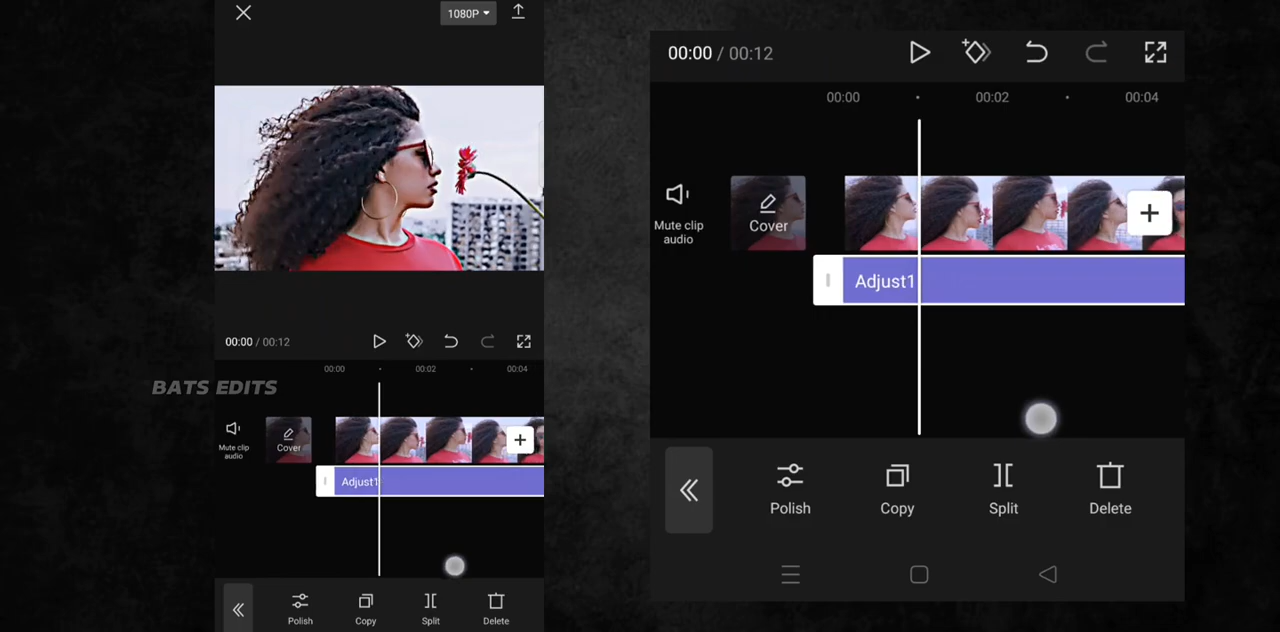 1080P
00:00 / 00:12
00:00
00:02
00:04
BATS EDITS
Mute clip
audio
Cover
Adjust1
Polish
Copy
Split
Delete
00:00 / 00:12
00:00
00:02
00:04
Mute clip
audio
Cover
Adjust1
Polish
Copy
Split
Delete